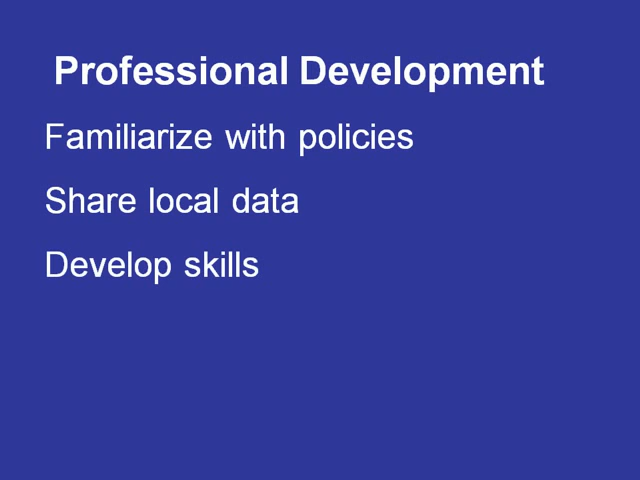 Professional Development
Familiarize with policies
Share local data
Develop skills